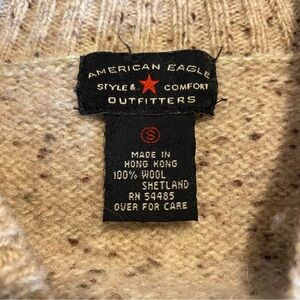 AMERICAN EAGLE
STYLE & COMFORT
OUTFITTERS
S
MADE IN
HONG KONG
100% WOOL
SHETLAND
RN 54485
OVER FOR CARE